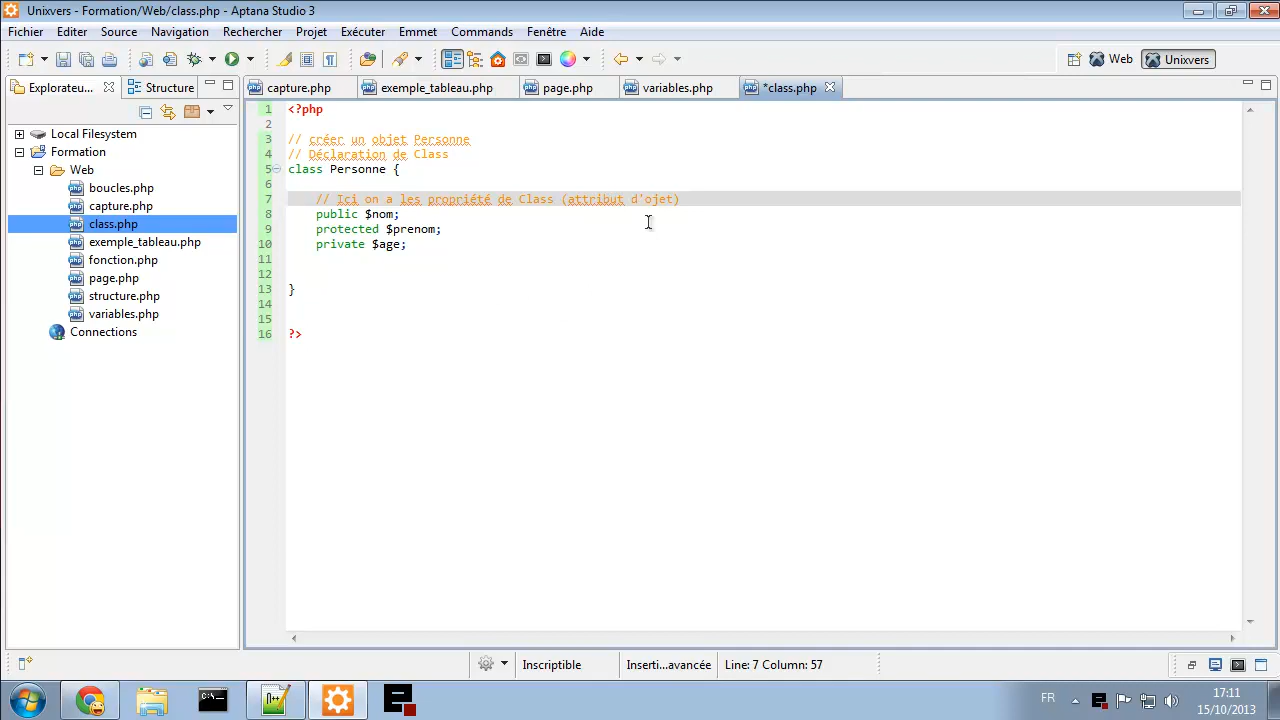 Unixvers - Formation/Web/class.php - Aptana Studio 3
Fichier Editer Source Navigation Rechercher Projet Exécuter Emmet Commands Fenêtre Aide
Web Unixvers
Explorateu... Structure
capture.php exemple_tableau.php page.php variables.php *class.php
Local Filesystem
Formation
Web
boucles.php
capture.php
class.php
exemple_tableau.php
fonction.php
page.php
structure.php
variables.php
Connections
1 <?php
2
3 // créer un objet Personne
4 // Déclaration de Class
5 class Personne {
6
7 // Ici on a les propriété de Class (attribut d'ojet)
8 public $nom;
9 protected $prenom;
10 private $age;
11
12
13 }
14
15
16 ?>
Inscriptible Inserti...avancée Line: 7 Column: 57
FR 17:11
15/10/2013